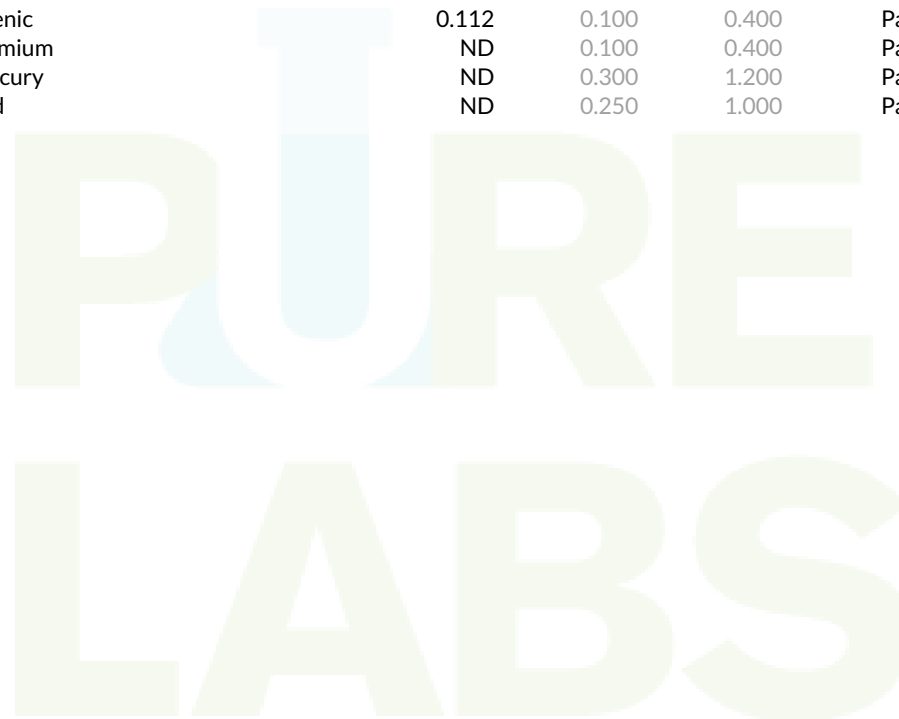 enic 0.112 0.100 0.400 Pa
mium ND 0.100 0.400 Pa
cury ND 0.300 1.200 Pa
d ND 0.250 1.000 Pa
PURE
LABS